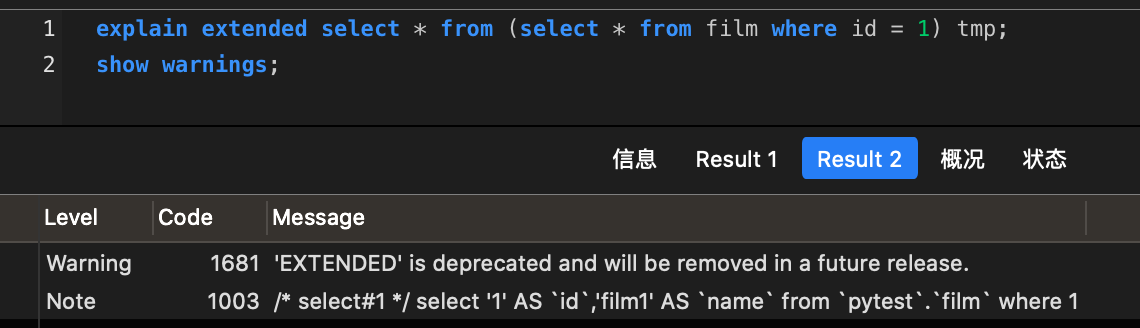 1 explain extended select * from (select * from film where id = 1) tmp;
2 show warnings;
信息 Result 1 Result 2 概况 状态
Level Code Message
Warning 1681 'EXTENDED' is deprecated and will be removed in a future release.
Note 1003 /* select#1 */ select '1' AS `id`,'film1' AS `name` from `pytest`.`film` where 1